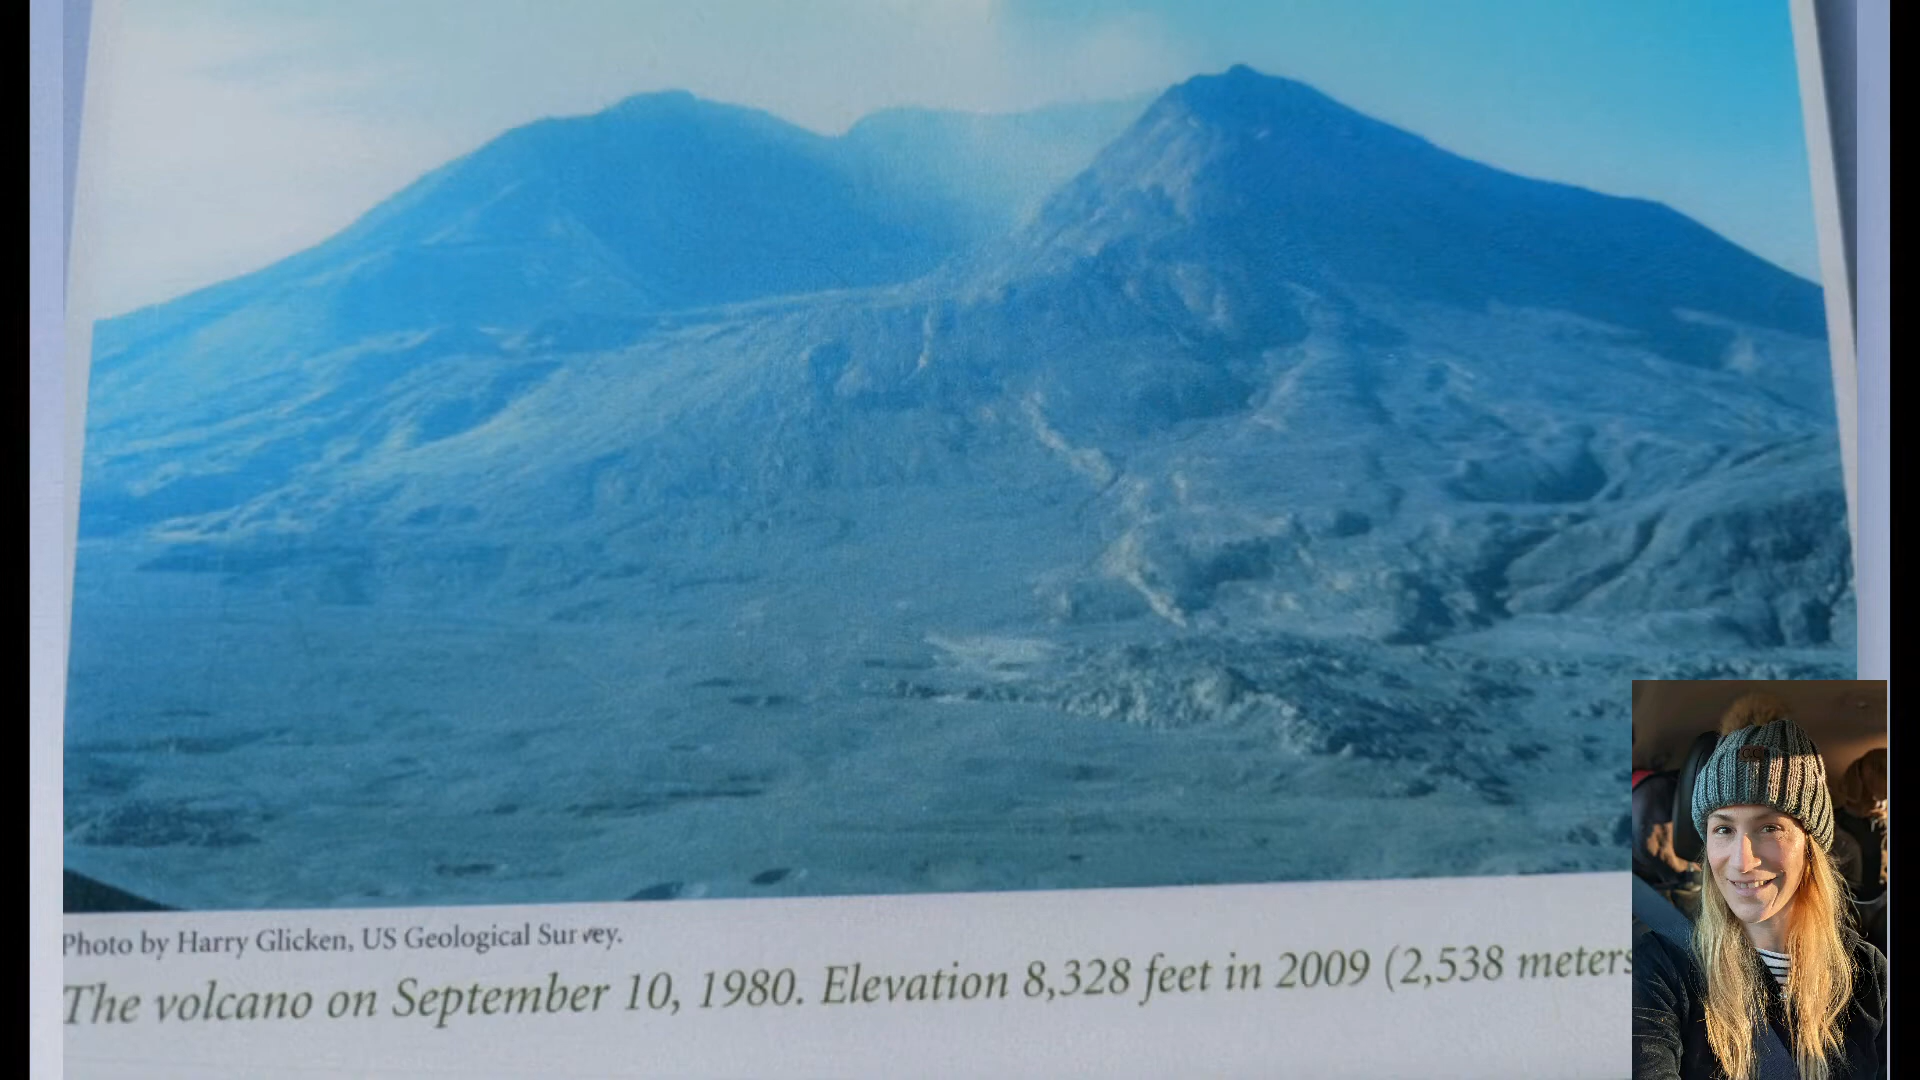 Photo by Harry Glicken, US Geological Survey.
The volcano on September 10, 1980. Elevation 8,328 feet in 2009 (2,538 meters